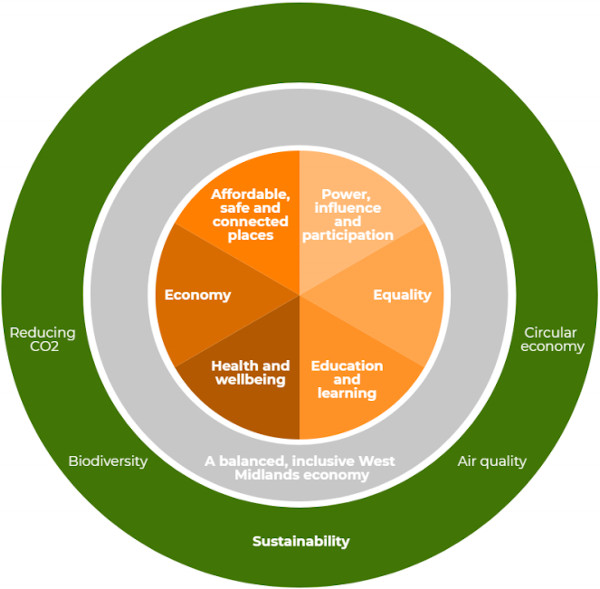 Affordable,
safe and
connected
places
Power,
influence
and
participation
Economy
Equality
Health and
wellbeing
Education
and
learning
Reducing
CO2
Circular
economy
Biodiversity
A balanced, inclusive West
Midlands economy
Air quality
Sustainability